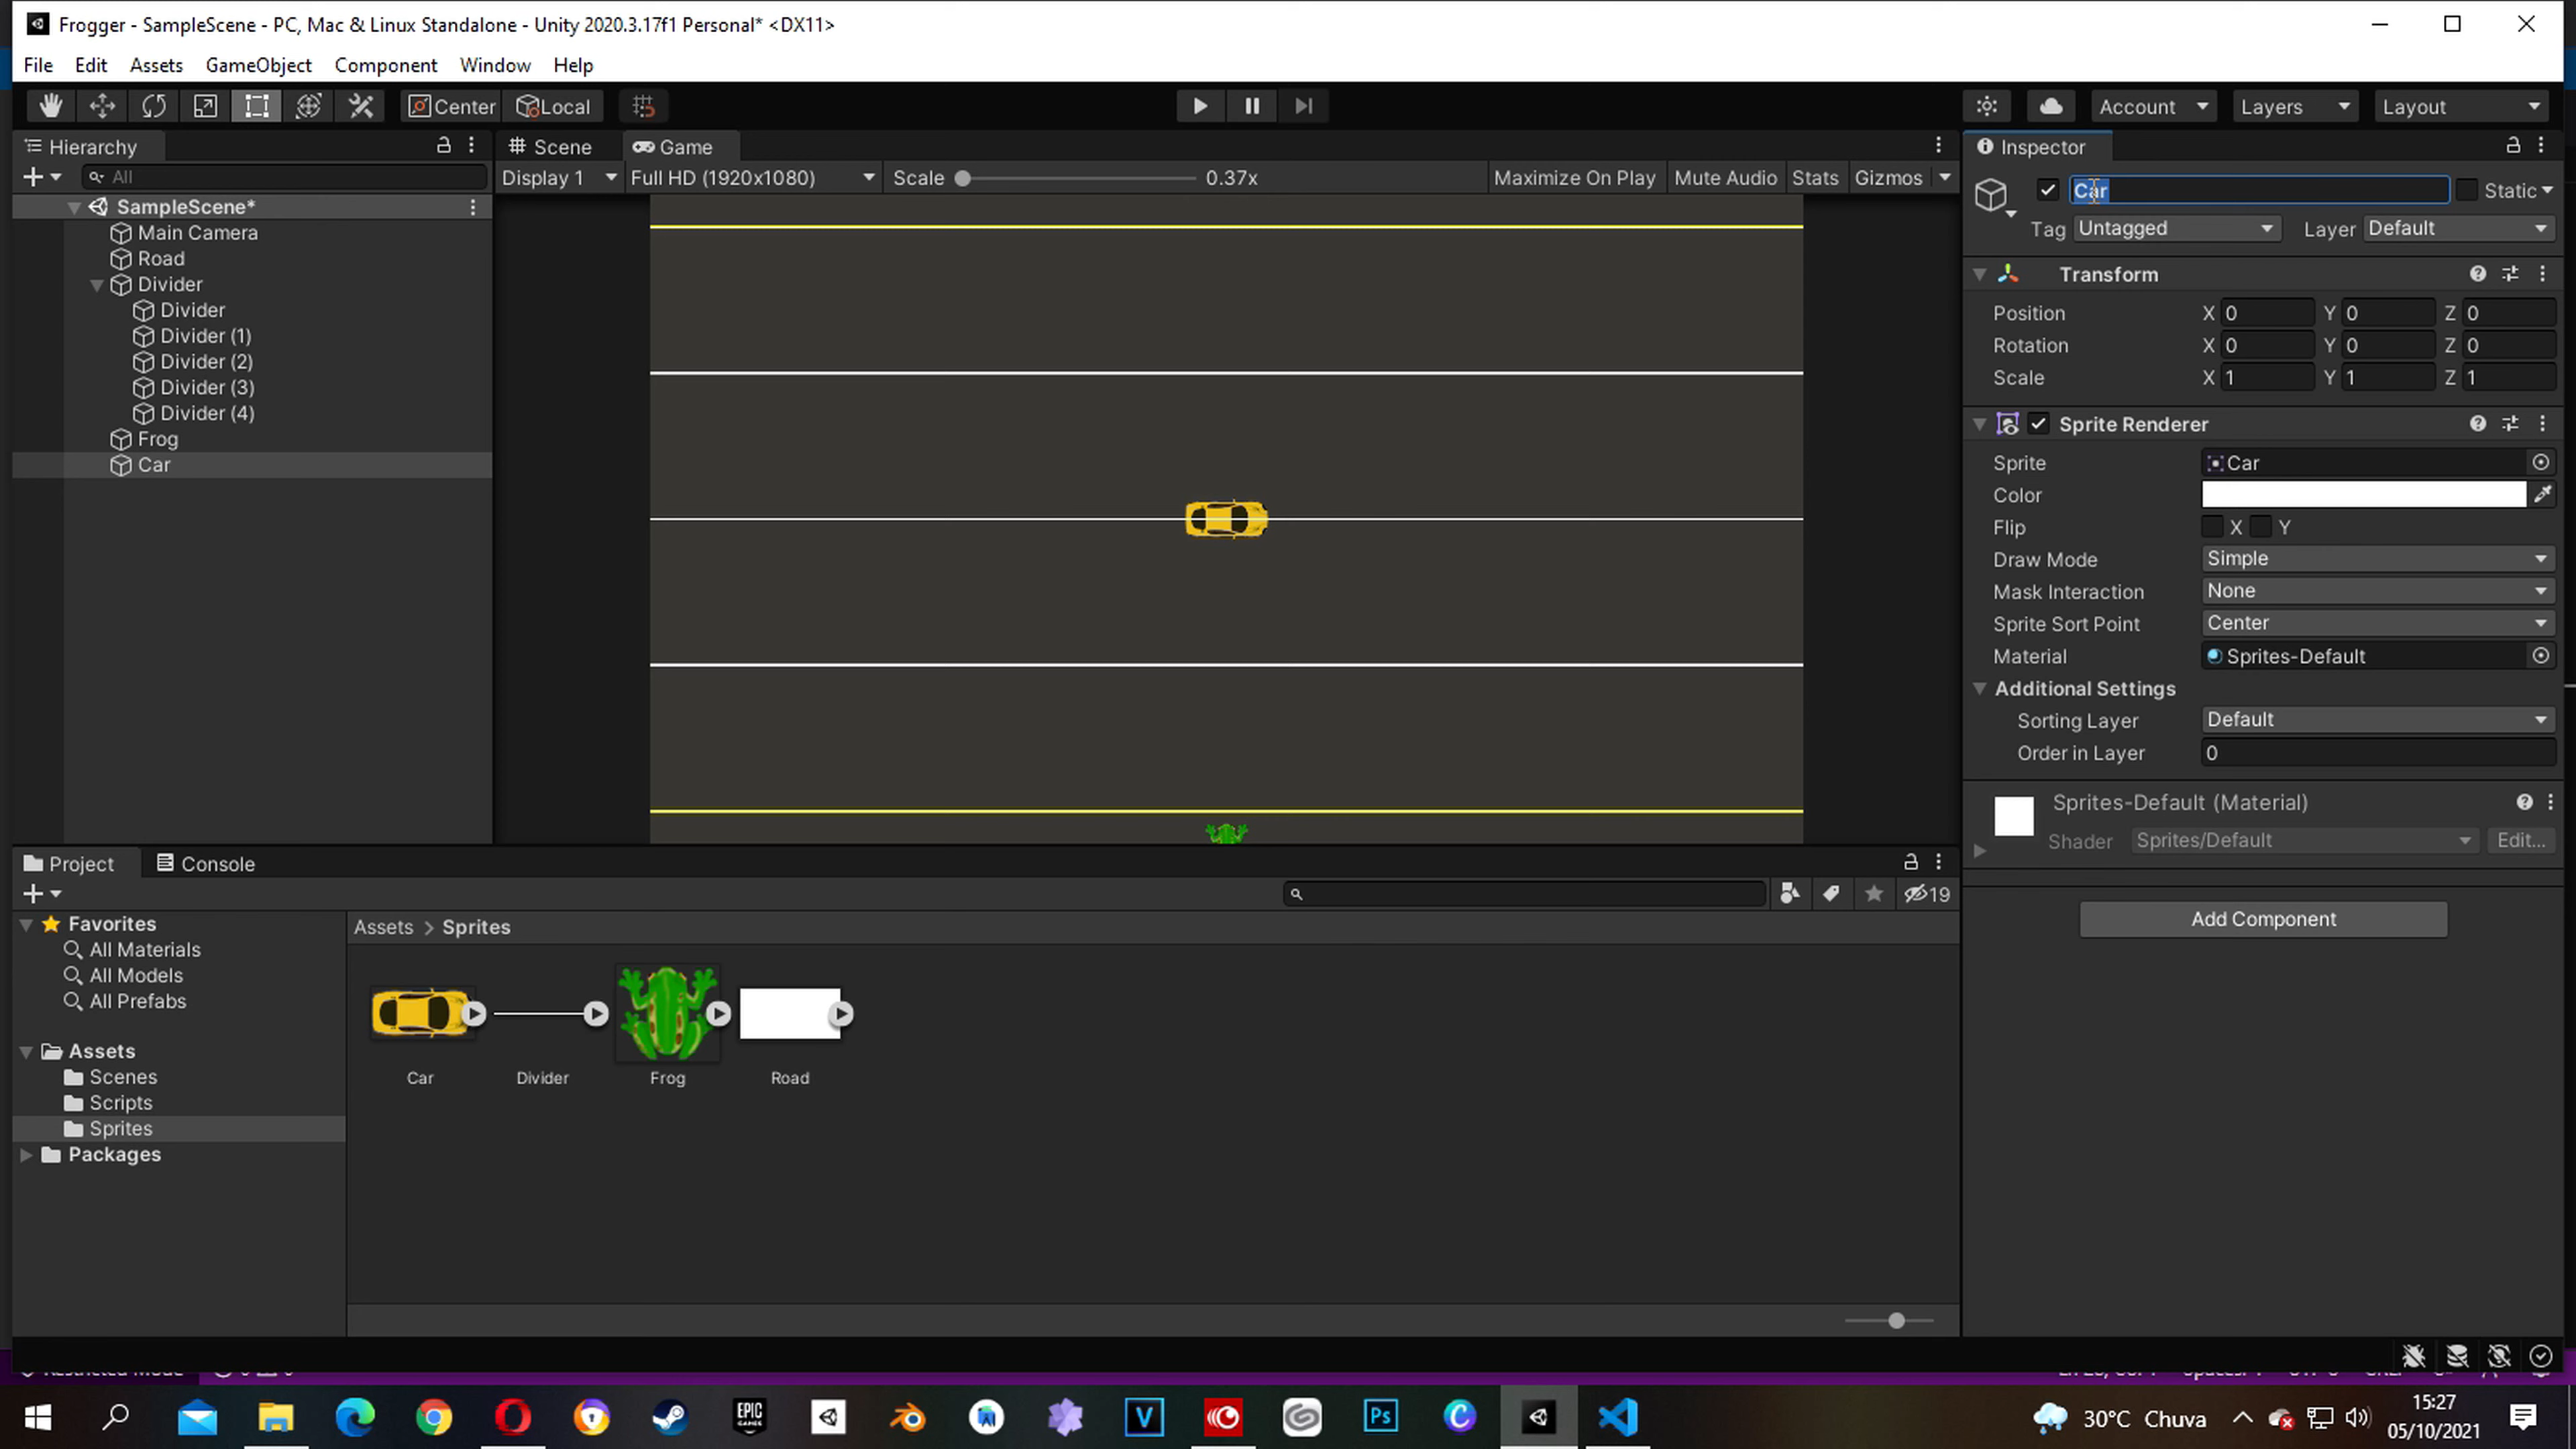 Frogger - SampleScene - PC, Mac & Linux Standalone - Unity 2020.3.17f1 Personal* <DX11>
File Edit Assets GameObject Component Window Help
Center Local Account Layers Layout
Hierarchy
All
SampleScene*
Main Camera
Road
Divider
Divider
Divider (1)
Divider (2)
Divider (3)
Divider (4)
Frog
Car
Scene Game
Display 1 Full HD (1920x1080) Scale 0.37x Maximize On Play Mute Audio Stats Gizmos
Inspector
Car Static
Tag Untagged Layer Default
Transform
Position X 0 Y 0 Z 0
Rotation X 0 Y 0 Z 0
Scale X 1 Y 1 Z 1
Sprite Renderer
Sprite Car
Color
Flip X Y
Draw Mode Simple
Mask Interaction None
Sprite Sort Point Center
Material Sprites-Default
Additional Settings
Sorting Layer Default
Order in Layer 0
Sprites-Default (Material)
Shader Sprites/Default Edit...
Add Component
Project Console
19
Favorites
All Materials
All Models
All Prefabs
Assets
Scenes
Scripts
Sprites
Packages
Assets > Sprites
Car Divider Frog Road
EPIC GAMES
V
Ps
C
30°C Chuva
15:27
05/10/2021